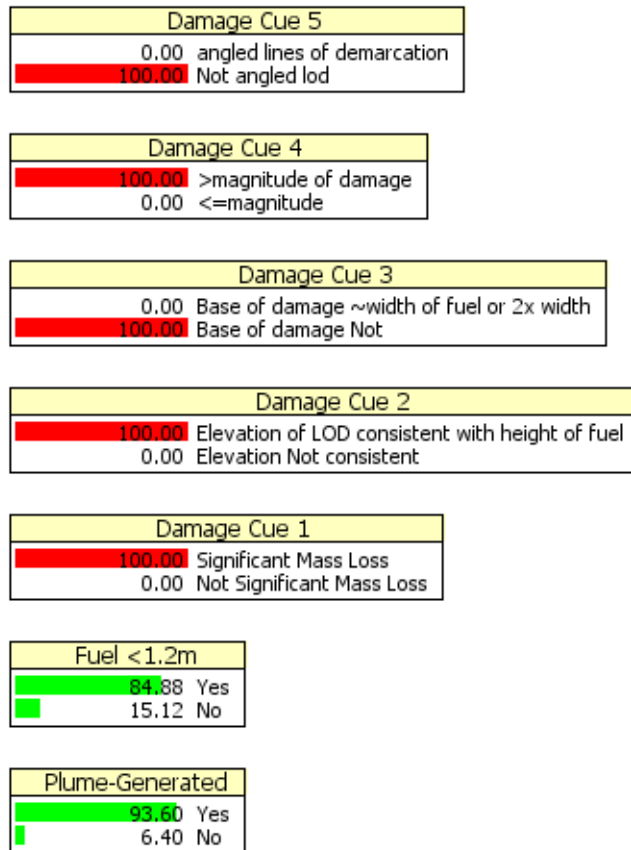 Damage Cue 5
0.00 angled lines of demarcation
100.00 Not angled lod
Damage Cue 4
100.00 >magnitude of damage
0.00 <=magnitude
Damage Cue 3
0.00 Base of damage ~width of fuel or 2x width
100.00 Base of damage Not
Damage Cue 2
100.00 Elevation of LOD consistent with height of fuel
0.00 Elevation Not consistent
Damage Cue 1
100.00 Significant Mass Loss
0.00 Not Significant Mass Loss
Fuel <1.2m
84.88 Yes
15.12 No
Plume-Generated
93.60 Yes
6.40 No